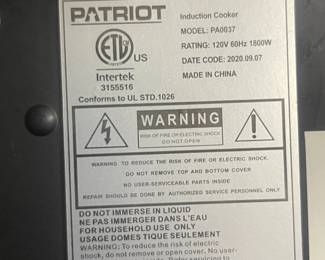 PATRIOT
Induction Cooker
MODEL: PA0037
RATING: 120V 60Hz 1800W
DATE CODE: 2020.09.07
MADE IN CHINA
ETL
US
Intertek
3155516
Conforms to UL STD.1026
WARNING
RISK OF FIRE OR ELECTRIC SHOCK
DO NOT OPEN
WARNING: TO REDUCE THE RISK OF FIRE OR ELECTRIC SHOCK,
DO NOT REMOVE TOP AND BOTTOM COVER
NO USER-SERVICEABLE PARTS INSIDE
REPAIR SHOULD BE DONE BY AUTHORIZED SERVICE PERSONNEL ONLY
DO NOT IMMERSE IN LIQUID
NE PAS IMMERGER DANS L'EAU
FOR HOUSEHOLD USE ONLY
USAGE DOMES TIQUE SEULEMENT
WARNING: To reduce the risk of electric
shock, do not remove or open cover. No user-